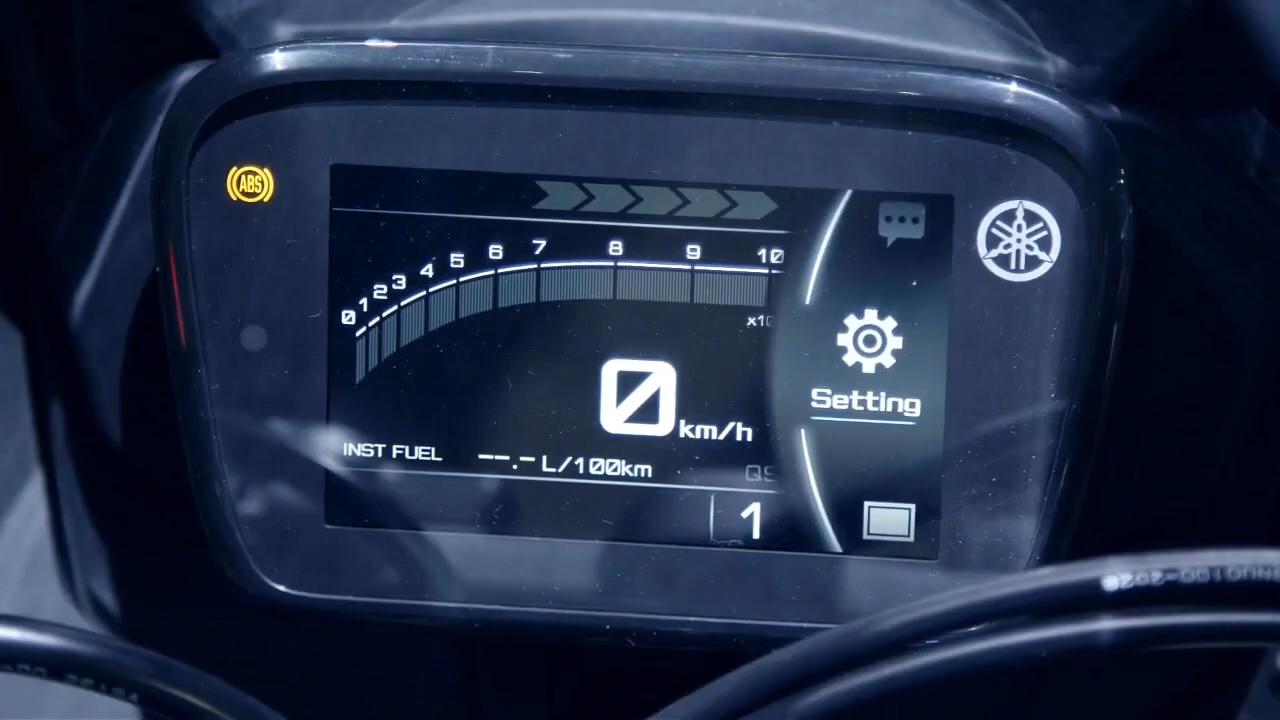 ABS
0 1 2 3 4 5 6 7 8 9 10
x10
Setting
0 km/h
INST FUEL --.- L/100km
QS
1